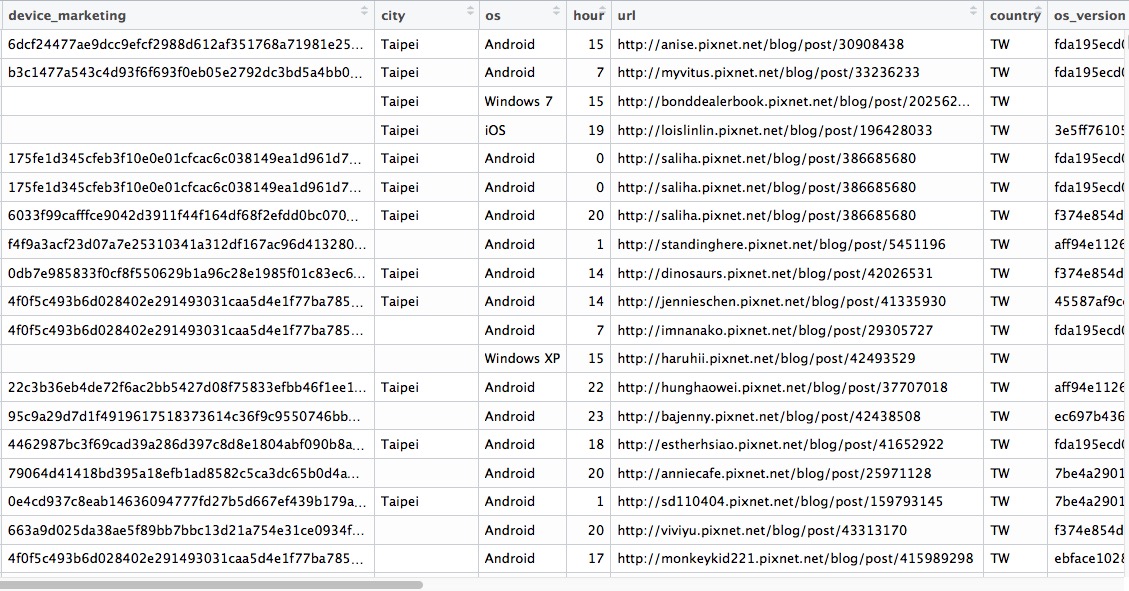 device_marketing city os hour url country os_version
6dcf24477ae9dcc9efcf2988d612af351768a71981e25... Taipei Android 15 http://anise.pixnet.net/blog/post/30908438 TW fda195ecd0
b3c1477a543c4d93f6f693f0eb05e2792dc3bd5a4bb0... Taipei Android 7 http://myvitus.pixnet.net/blog/post/33236233 TW fda195ecd0
Taipei Windows 7 15 http://bonddealerbook.pixnet.net/blog/post/202562... TW
Taipei iOS 19 http://loislinlin.pixnet.net/blog/post/196428033 TW 3e5ff76105
175fe1d345cfeb3f10e0e01cfcac6c038149ea1d961d7... Taipei Android 0 http://saliha.pixnet.net/blog/post/386685680 TW fda195ecd0
175fe1d345cfeb3f10e0e01cfcac6c038149ea1d961d7... Taipei Android 0 http://saliha.pixnet.net/blog/post/386685680 TW fda195ecd0
6033f99cafffce9042d3911f44f164df68f2efdd0bc070... Taipei Android 20 http://saliha.pixnet.net/blog/post/386685680 TW f374e854d
f4f9a3acf23d07a7e25310341a312df167ac96d413280... Android 1 http://standinghere.pixnet.net/blog/post/5451196 TW aff94e1126
0db7e985833f0cf8f550629b1a96c28e1985f01c83ec6... Taipei Android 14 http://dinosaurs.pixnet.net/blog/post/42026531 TW f374e854d
4f0f5c493b6d028402e291493031caa5d4e1f77ba785... Taipei Android 14 http://jennieschen.pixnet.net/blog/post/41335930 TW 45587af9c
4f0f5c493b6d028402e291493031caa5d4e1f77ba785... Android 7 http://imnanako.pixnet.net/blog/post/29305727 TW fda195ecd0
Windows XP 15 http://haruhii.pixnet.net/blog/post/42493529 TW
22c3b36eb4de72f6ac2bb5427d08f75833efbb46f1ee1... Taipei Android 22 http://hunghaowei.pixnet.net/blog/post/37707018 TW aff94e1126
95c9a29d7d1f4919617518373614c36f9c9550746bb... Android 23 http://bajenny.pixnet.net/blog/post/42438508 TW ec697b436
4462987bc3f69cad39a286d397c8d8e1804abf090b8a... Taipei Android 18 http://estherhsiao.pixnet.net/blog/post/41652922 TW fda195ecd0
79064d41418bd395a18efb1ad8582c5ca3dc65b0d4a... Android 20 http://anniecafe.pixnet.net/blog/post/25971128 TW 7be4a2901
0e4cd937c8eab14636094777fd27b5d667ef439b179a... Taipei Android 1 http://sd110404.pixnet.net/blog/post/159793145 TW 7be4a2901
663a9d025da38ae5f89bb7bbc13d21a754e31ce0934f... Android 20 http://viviyu.pixnet.net/blog/post/43313170 TW f374e854d
4f0f5c493b6d028402e291493031caa5d4e1f77ba785... Android 17 http://monkeykid221.pixnet.net/blog/post/415989298 TW ebface1028